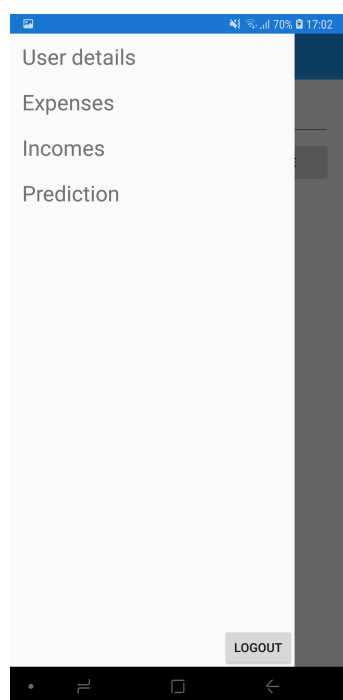 70% 17:02
User details
Expenses
Incomes
Prediction
LOGOUT